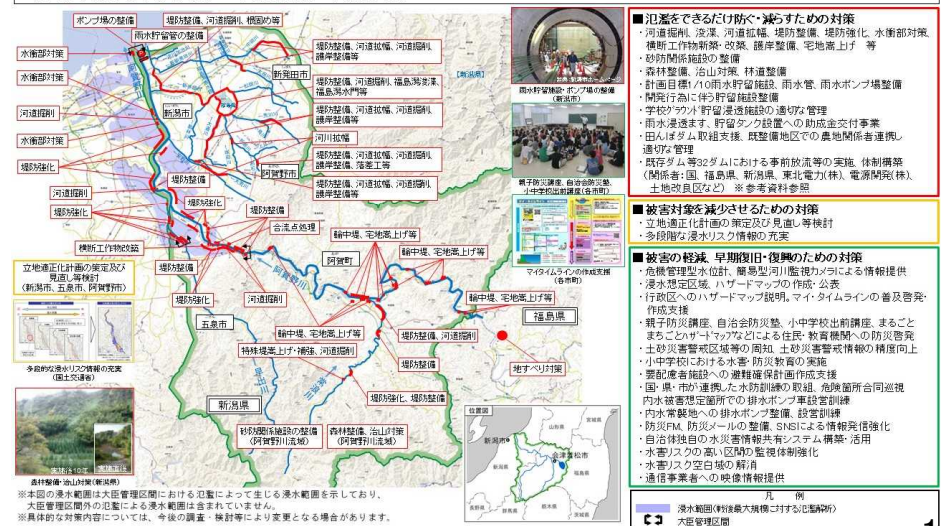 ポンプ場の整備
堤防整備、河道掘削、根固め等
雨水貯留管の整備
水衝部対策
水衝部対策
河道掘削
水衝部対策
堤防強化
河道掘削
堤防強化
横断工作物改築
新潟市
新発田市
阿賀野市
【新潟県】
堤防整備、河道拡幅、河道掘削、
護岸整備等
堤防整備、河道掘削、福島潟浚渫、
福島潟水門等
堤防整備、河道拡幅、河道掘削、
護岸整備等
河川拡幅
堤防整備、河道拡幅、河道掘削、
護岸整備、落差工等
堤防整備、河道拡幅、河道掘削、
護岸整備等
堤防整備
堤防強化
堤防整備
合流点処理
輪中堤、宅地嵩上げ等
輪中堤、宅地嵩上げ等
阿賀町
阿賀野川
輪中堤、宅地嵩上げ等
堤防整備
堤防強化
河道掘削
五泉市
早出川
輪中堤、宅地嵩上げ等
特殊堤嵩上げ・補強、河道掘削
堤防整備、河道掘削
堤防整備
福島県
地すべり対策
新潟県
堤防強化、堤防整備
砂防関係施設の整備
(阿賀野川流域)
森林整備、治山対策
(阿賀野川流域)
立地適正化計画の策定及び
見直し等検討
(新潟市、五泉市、阿賀野市)
多段的な浸水リスク情報の充実
(国土交通省)
実施後10年
実施直後
森林整備・治山対策(新潟県)
雨水貯留施設・ポンプ場の整備
(新潟市)
親子防災講座、自治会防災塾、
小中学校出前講座(各市町)
マイタイムラインの作成支援
(各市町)
位置図
新潟市
山形県
宮城県
会津若松市
福島県
群馬県
栃木県
茨城県
※本図の浸水範囲は大臣管理区間における氾濫によって生じる浸水範囲を示しており、
大臣管理区間外の氾濫による浸水範囲は含まれていません。
※具体的な対策内容については、今後の調査・検討等により変更となる場合があります。
■氾濫をできるだけ防ぐ・減らすための対策
・河道掘削、浚渫、河道拡幅、堤防整備、堤防強化、水衝部対策、
横断工作物新築・改築、護岸整備、宅地嵩上げ 等
・砂防関係施設の整備
・森林整備、治山対策、林道整備
・計画目標1/10雨水貯留施設、雨水管、雨水ポンプ場整備
・開発行為に伴う貯留施設整備
・学校グラウンド貯留浸透施設の適切な管理
・雨水浸透ます、貯留タンク設置への助成金交付事業
・田んぼダム取組支援、既整備地区での農地関係者連携し
適切な管理
・既存ダム等32ダムにおける事前放流等の実施、体制構築
(関係者:国、福島県、新潟県、東北電力(株)、電源開発(株)、
土地改良区など) ※参考資料参照
■被害対象を減少させるための対策
・立地適正化計画の策定及び見直し等検討
・多段階な浸水リスク情報の充実
■被害の軽減、早期復旧・復興のための対策
・危機管理型水位計、簡易型河川監視カメラによる情報提供
・浸水想定区域、ハザードマップの作成・公表
・行政区へのハザードマップ説明。マイ・タイムラインの普及啓発・
作成支援
・親子防災講座、自治会防災塾、小中学校出前講座、まるごと
まちごとハザードマップなどによる住民・教育機関への防災啓発
・土砂災害警戒区域等の周知、土砂災害警戒情報の精度向上
・小中学校における水害・防災教育の実施
・要配慮者施設への避難確保計画作成支援
・国・県・市が連携した水防訓練の取組、危険箇所合同巡視
内水被害想定箇所での排水ポンプ車設営訓練
・内水常襲地への排水ポンプ整備、設営訓練
・防災FM、防災メールの整備、SNSによる情報発信強化
・自治体独自の水災害情報共有システム構築・活用
・水害リスクの高い区間の監視体制強化
・水害リスク空白域の解消
・通信事業者への映像情報提供
凡 例
浸水範囲(戦後最大規模に対する氾濫解析)
大臣管理区間